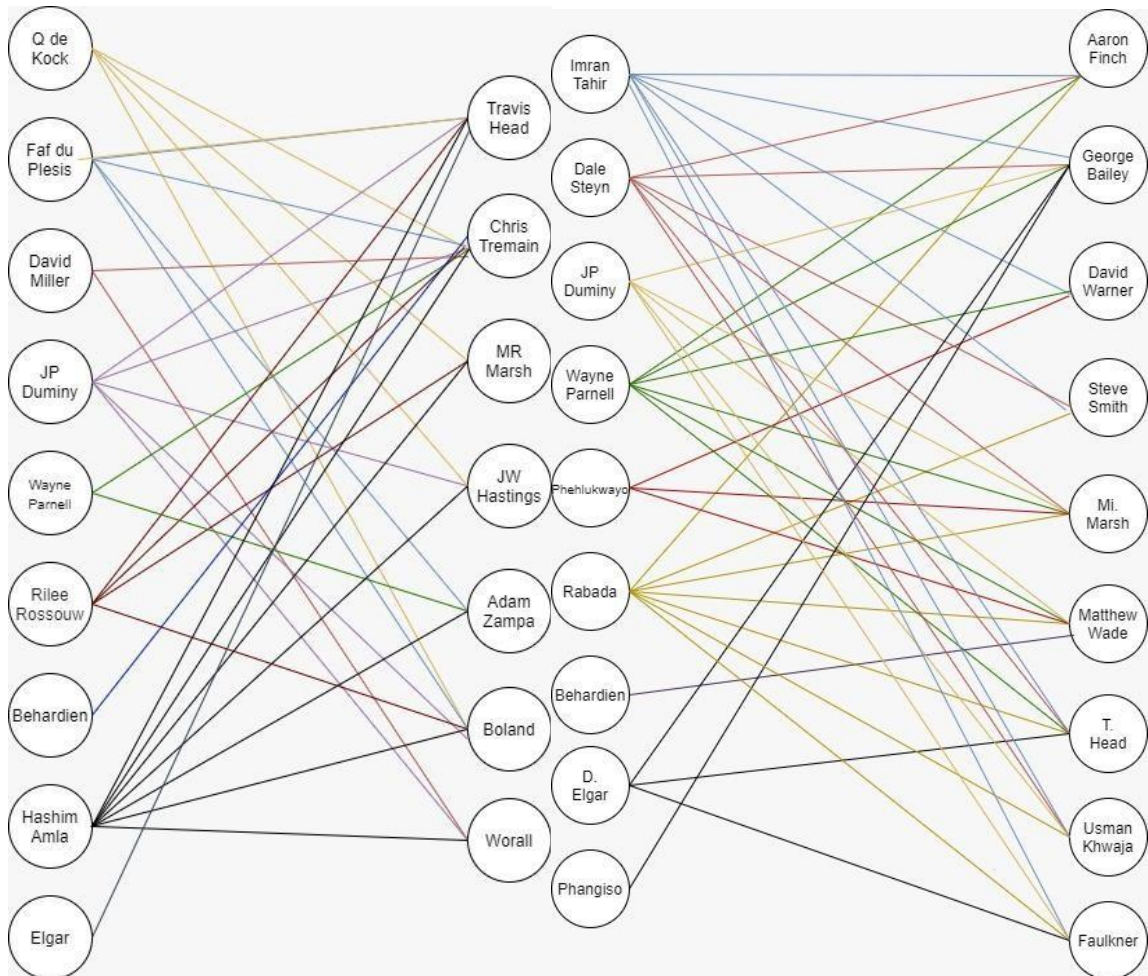 Q de
Kock
Faf du
Plesis
David
Miller
JP
Duminy
Wayne
Parnell
Rilee
Rossouw
Behardien
Hashim
Amla
Elgar
Travis
Head
Chris
Tremain
MR
Marsh
JW
Hastings
Adam
Zampa
Boland
Worall
Imran
Tahir
Dale
Steyn
JP
Duminy
Wayne
Parnell
Phehlukwayo
Rabada
Behardien
D.
Elgar
Phangiso
Aaron
Finch
George
Bailey
David
Warner
Steve
Smith
Mi.
Marsh
Matthew
Wade
T.
Head
Usman
Khwaja
Faulkner